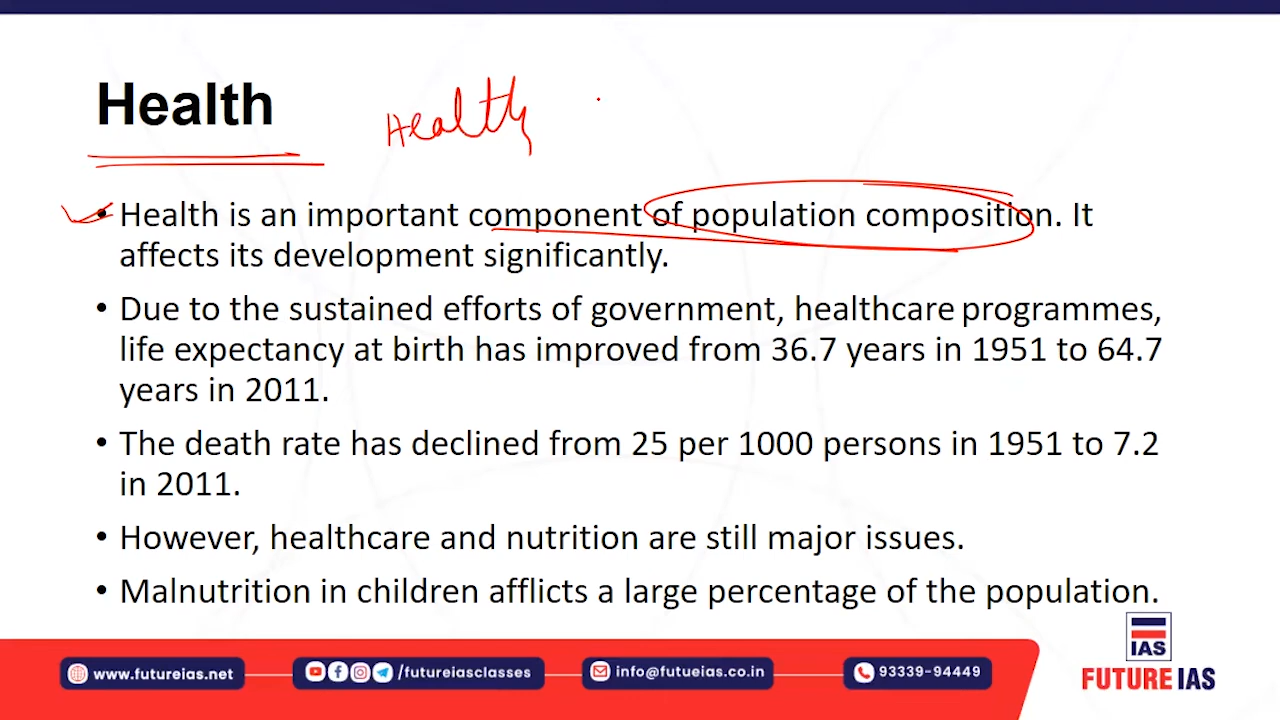 Health
Health
• Health is an important component of population composition. It
affects its development significantly.
• Due to the sustained efforts of government, healthcare programmes,
life expectancy at birth has improved from 36.7 years in 1951 to 64.7
years in 2011.
• The death rate has declined from 25 per 1000 persons in 1951 to 7.2
in 2011.
• However, healthcare and nutrition are still major issues.
• Malnutrition in children afflicts a large percentage of the population.
IAS
www.futureias.net
/futureiasclasses
info@futueias.co.in
93339-94449
FUTURE IAS